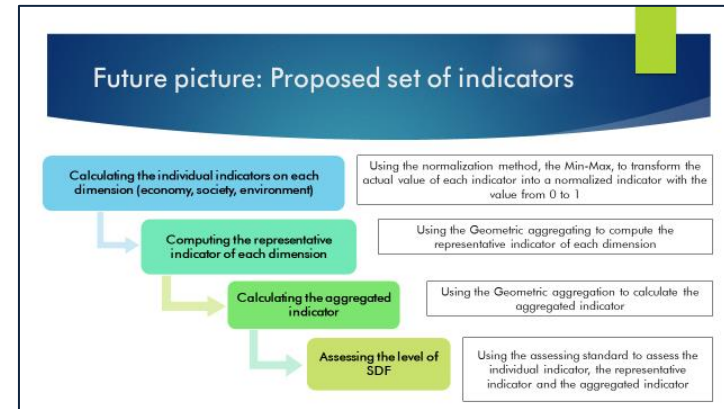 Future picture: Proposed set of indicators
Calculating the individual indicators on each
dimension (economy, society, environment)
Using the normalization method, the Min-Max, to transform the
actual value of each indicator into a normalized indicator with the
value from 0 to 1
Computing the representative
indicator of each dimension
Using the Geometric aggregating to compute the
representative indicator of each dimension
Calculating the aggregated
indicator
Using the Geometric aggregation to calculate the
aggregated indicator
Assessing the level of
SDF
Using the assessing standard to assess the
individual indicator, the representative
indicator and the aggregated indicator